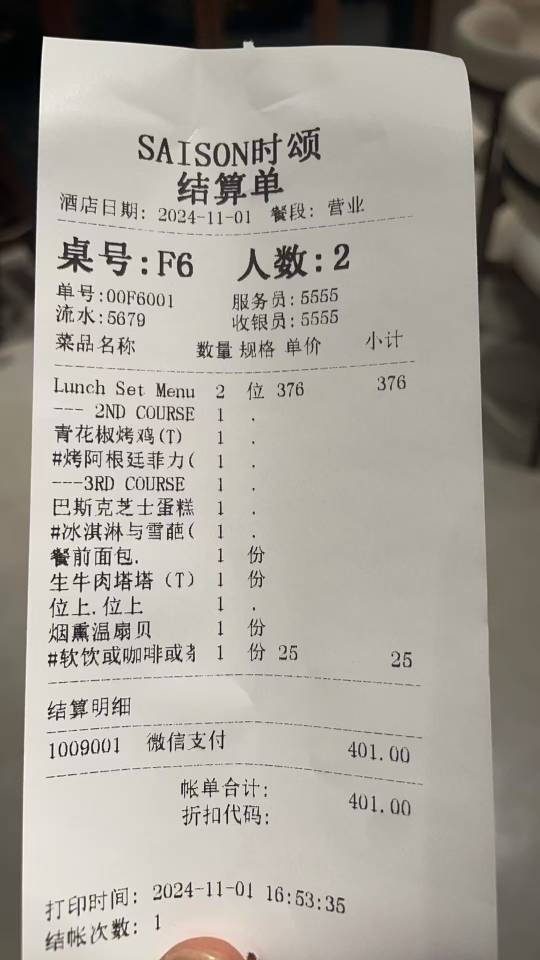 SAISON时颂
结算单
酒店日期: 2024-11-01 餐段: 营业
桌号:F6 人数:2
单号:00F6001 服务员:5555
流水:5679 收银员:5555
菜品名称 数量 规格 单价 小计
Lunch Set Menu 2 位 376 376
--- 2ND COURSE 1 .
青花椒烤鸡(T) 1 .
#烤阿根廷菲力( 1 .
---3RD COURSE 1 .
巴斯克芝士蛋糕 1 .
#冰淇淋与雪葩( 1 .
餐前面包. 1 份
生牛肉塔塔 (T) 1 份
位上.位上 1 .
烟熏温扇贝 1 份
#软饮或咖啡或 1 份 25 25
结算明细
1009001 微信支付 401.00
帐单合计: 401.00
折扣代码:
打印时间: 2024-11-01 16:53:35
结帐次数: 1